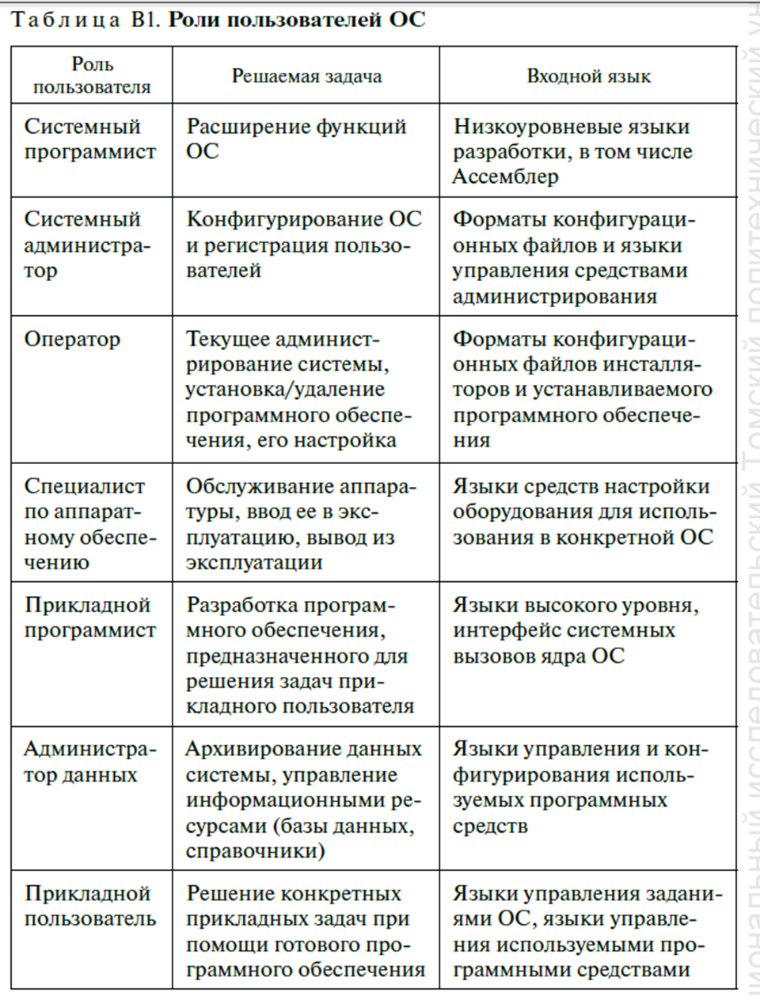 Таблица В1. Роли пользователей ОС
Роль
пользователя
Решаемая задача
Входной язык
Системный
программист
Расширение функций
ОС
Низкоуровневые языки
разработки, в том числе
Ассемблер
Системный
администра-
тор
Конфигурирование ОС
и регистрация пользо-
вателей
Форматы конфигураци-
онных файлов и языки
управления средствами
администрирования
Оператор
Текущее админист-
рирование системы,
установка/удаление
программного обеспе-
чения, его настройка
Форматы конфигураци-
онных файлов инсталля-
торов и устанавливаемого
программного обеспече-
ния
Специалист
по аппарат-
ному обеспе-
чению
Обслуживание аппара-
туры, ввод ее в экс-
плуатацию, вывод из
эксплуатации
Языки средств настройки
оборудования для исполь-
зования в конкретной ОС
Прикладной
программист
Разработка програм-
много обеспечения,
предназначенного для
решения задач при-
кладного пользователя
Языки высокого уровня,
интерфейс системных
вызовов ядра ОС
Администра-
тор данных
Архивирование данных
системы, управление
информационными ре-
сурсами (базы данных,
справочники)
Языки управления и кон-
фигурирования исполь-
зуемых программных
средств
Прикладной
пользователь
Решение конкретных
прикладных задач при
помощи готового про-
граммного обеспечения
Языки управления задани-
ями ОС, языки управле-
ния используемыми про-
граммными средствами
исследовательский Томский политехнический